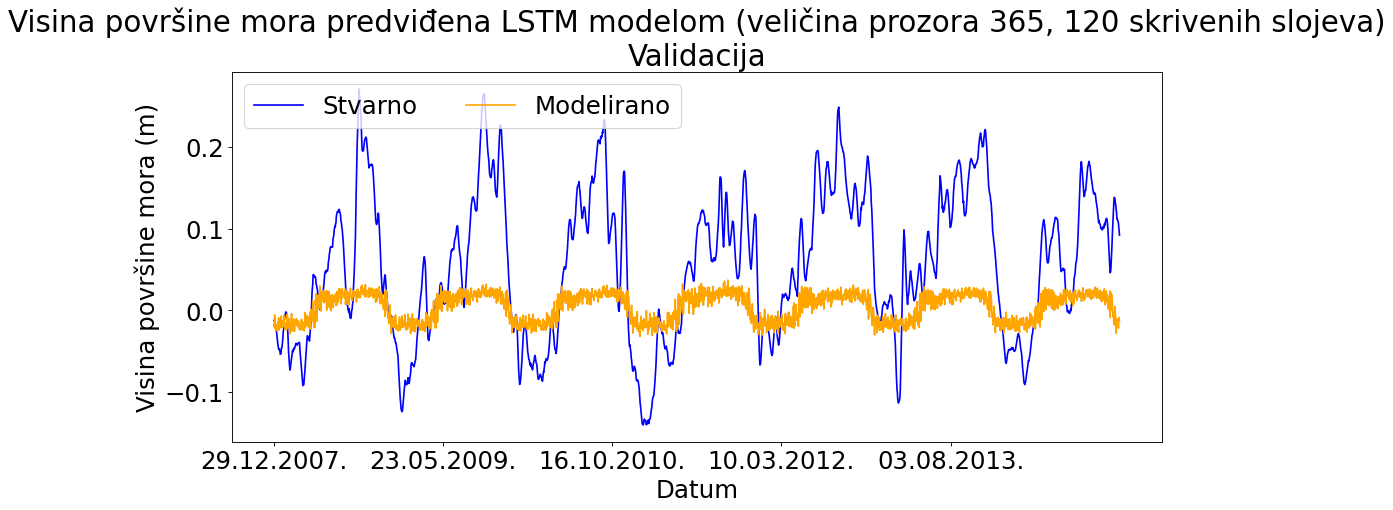 Visina površine mora predviđena LSTM modelom (veličina prozora 365, 120 skrivenih slojeva)
Validacija
Stvarno Modelirano
Visina površine mora (m)
0.2
0.1
0.0
−0.1
29.12.2007. 23.05.2009. 16.10.2010. 10.03.2012. 03.08.2013.
Datum